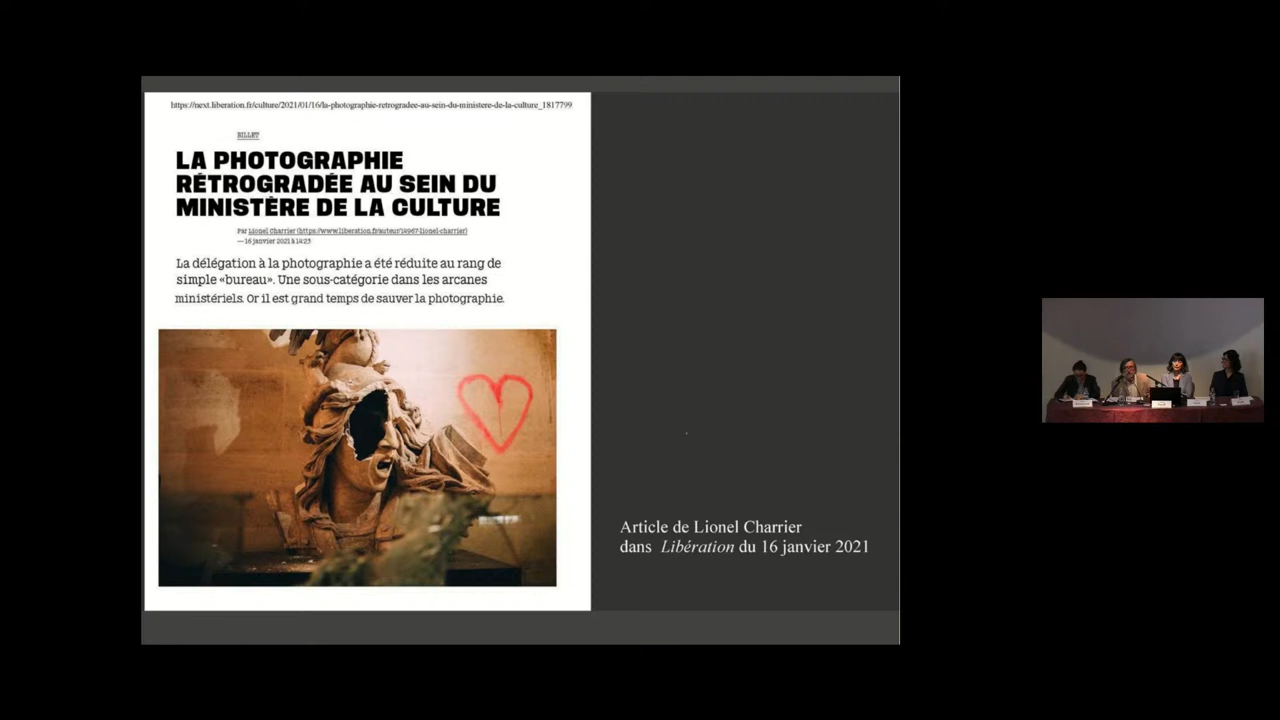 https://next.liberation.fr/culture/2021/01/16/la-photographie-retrogradee-au-sein-du-ministere-de-la-culture_1817799
BILLET
LA PHOTOGRAPHIE
RÉTROGRADÉE AU SEIN DU
MINISTÈRE DE LA CULTURE
Par Lionel Charrier (https://www.liberation.fr/auteur/14967-lionel-charrier)
— 16 janvier 2021 à 14:23
La délégation à la photographie a été réduite au rang de
simple «bureau». Une sous-catégorie dans les arcanes
ministériels. Or il est grand temps de sauver la photographie.
Article de Lionel Charrier
dans Libération du 16 janvier 2021